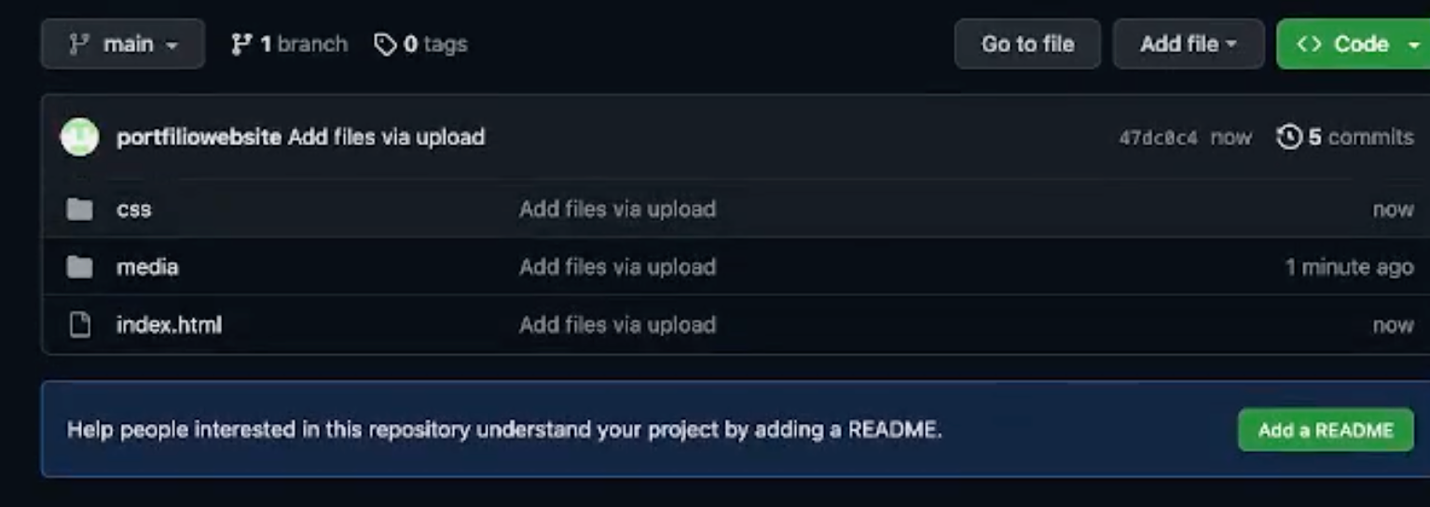 main 1 branch 0 tags Go to file Add file <> Code
portfiliowebsite Add files via upload 47dc0c4 now 5 commits
css Add files via upload now
media Add files via upload 1 minute ago
index.html Add files via upload now
Help people interested in this repository understand your project by adding a README. Add a README